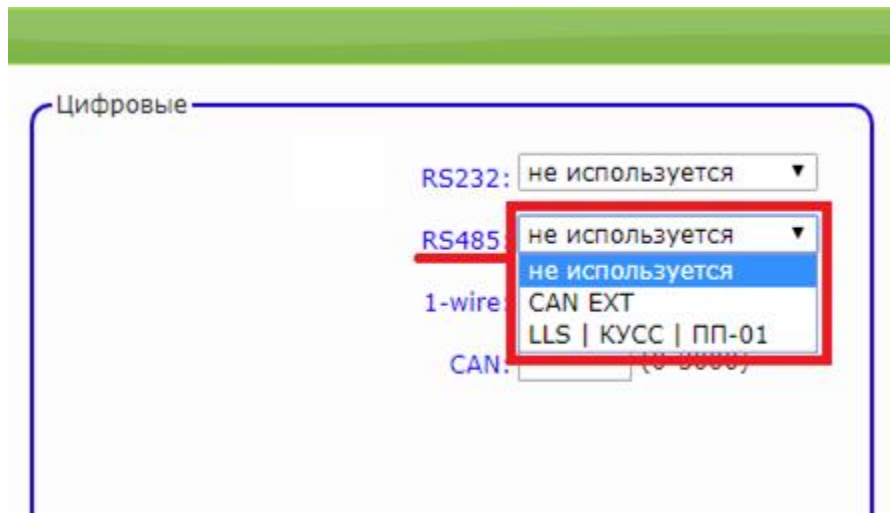 Цифровые
RS232: не используется
RS485: не используется
не используется
1-wire: CAN EXT
LLS | КУСС | ПП-01
CAN: